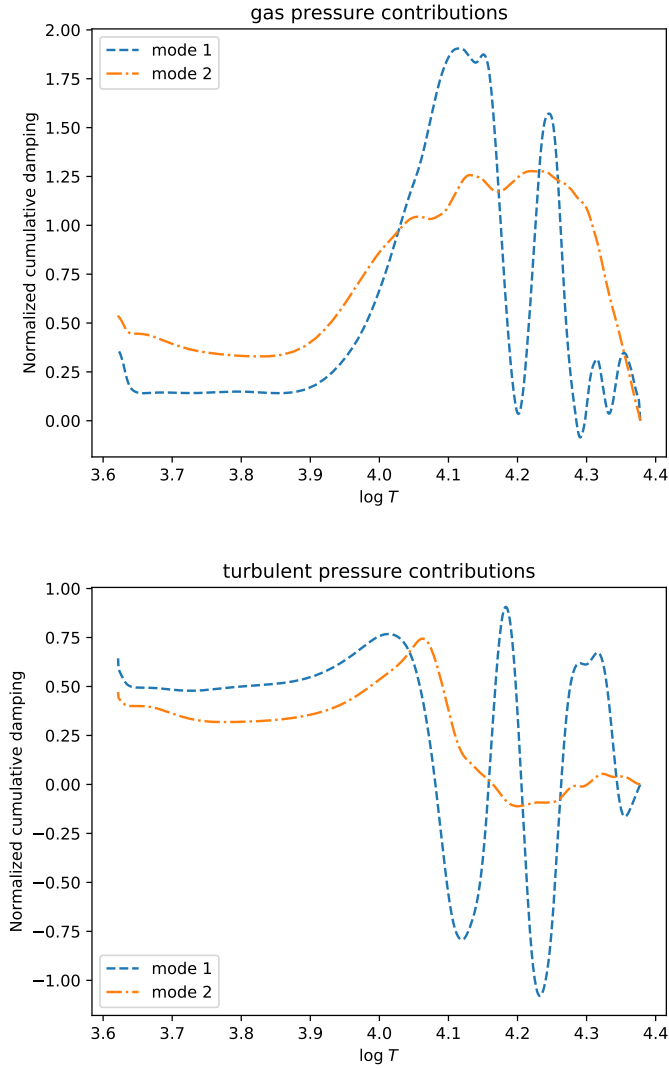 gas pressure contributions
2.00
1.75
1.50
1.25
1.00
0.75
0.50
0.25
0.00
Normalized cumulative damping
mode 1
mode 2
3.6 3.7 3.8 3.9 4.0 4.1 4.2 4.3 4.4
log T
turbulent pressure contributions
1.00
0.75
0.50
0.25
0.00
−0.25
−0.50
−0.75
−1.00
Normalized cumulative damping
mode 1
mode 2
3.6 3.7 3.8 3.9 4.0 4.1 4.2 4.3 4.4
log T